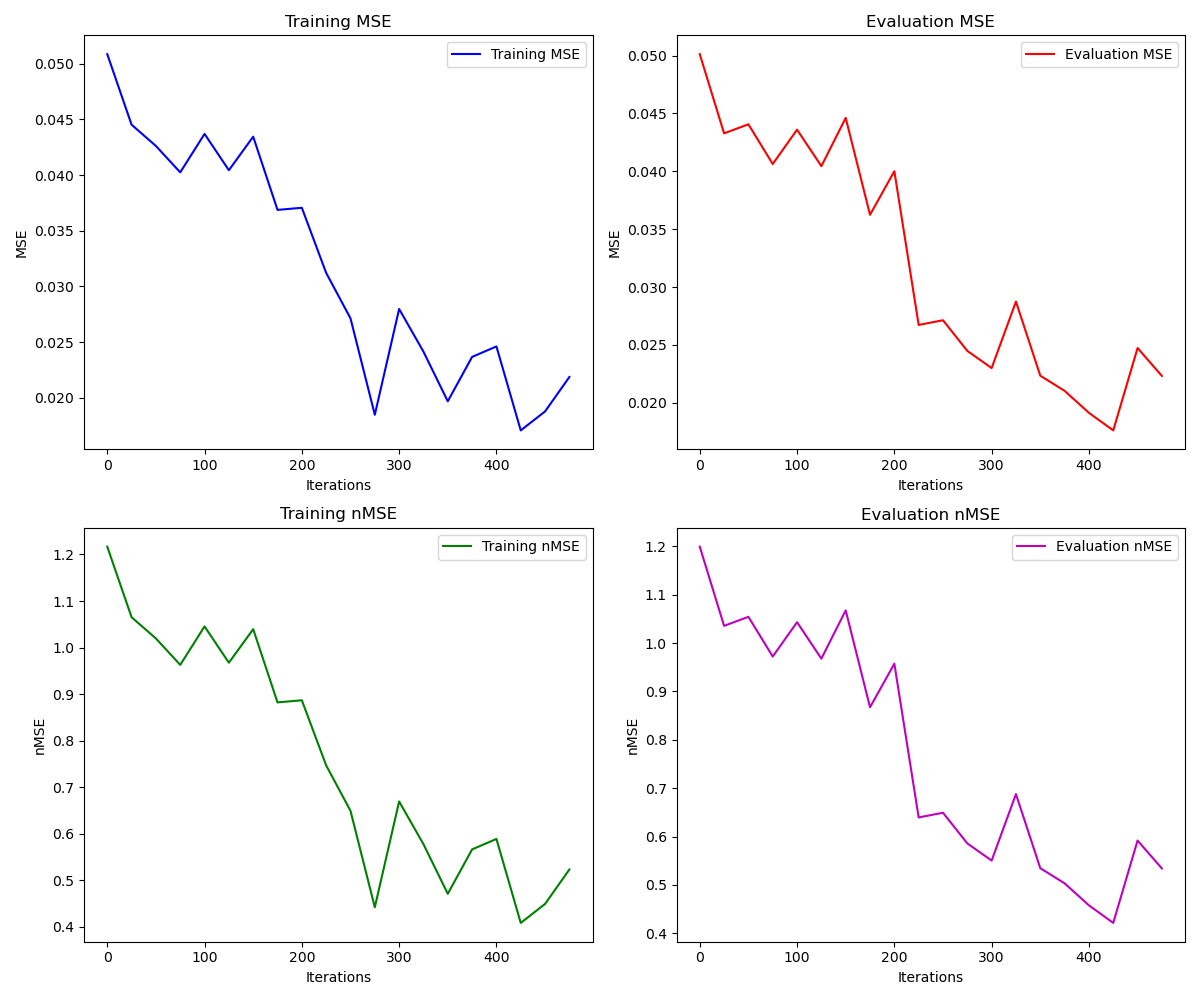 Training MSE
Training MSE
0.050
0.045
0.040
0.035
0.030
0.025
0.020
MSE
0 100 200 300 400
Iterations
Evaluation MSE
Evaluation MSE
0.050
0.045
0.040
0.035
0.030
0.025
0.020
MSE
0 100 200 300 400
Iterations
Training nMSE
Training nMSE
1.2
1.1
1.0
0.9
0.8
0.7
0.6
0.5
0.4
nMSE
0 100 200 300 400
Iterations
Evaluation nMSE
Evaluation nMSE
1.2
1.1
1.0
0.9
0.8
0.7
0.6
0.5
0.4
nMSE
0 100 200 300 400
Iterations